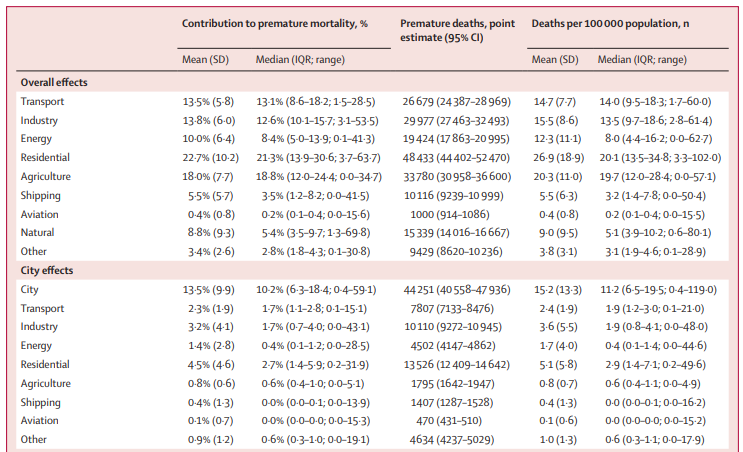 Contribution to premature mortality, % Premature deaths, point estimate (95% CI) Deaths per 100 000 population, n
Mean (SD) Median (IQR; range) Mean (SD) Median (IQR; range)
Overall effects
Transport 13·5% (5·8) 13·1% (8·6–18·2; 1·5–28·5) 26 679 (24 387–28 969) 14·7 (7·7) 14·0 (9·5–18·3; 1·7–60·0)
Industry 13·8% (6·0) 12·6% (10·1–15·7; 3·1–53·5) 29 977 (27 463–32 493) 15·5 (8·6) 13·5 (9·7–18·6; 2·8–61·4)
Energy 10·0% (6·4) 8·4% (5·0–13·9; 0·1–41·3) 19 424 (17 863–20 995) 12·3 (11·1) 8·0 (4·4–16·2; 0·0–62·7)
Residential 22·7% (10·2) 21·3% (13·9–30·6; 3·7–63·7) 48 433 (44 402–52 470) 26·9 (18·9) 20·1 (13·5–34·8; 3·3–102·0)
Agriculture 18·0% (7·7) 18·8% (12·0–24·4; 0·0–34·7) 33 780 (30 958–36 600) 20·3 (11·0) 19·7 (12·0–28·4; 0·0–57·1)
Shipping 5·5% (5·7) 3·5% (1·2–8·2; 0·0–41·5) 10 116 (9239–10 999) 5·5 (6·3) 3·2 (1·4–7·8; 0·0–50·4)
Aviation 0·4% (0·8) 0·2% (0·1–0·4; 0·0–15·6) 1000 (914–1086) 0·4 (0·8) 0·2 (0·1–0·4; 0·0–15·5)
Natural 8·8% (9·3) 5·4% (3·5–9·7; 1·3–69·8) 15 339 (14 016–16 667) 9·0 (9·5) 5·1 (3·9–10·2; 0·6–80·1)
Other 3·4% (2·6) 2·8% (1·8–4·3; 0·1–30·8) 9429 (8620–10 236) 3·8 (3·1) 3·1 (1·9–4·6; 0·1–28·9)
City effects
City 13·5% (9·9) 10·2% (6·3–18·4; 0·4–59·1) 44 251 (40 558–47 936) 15·2 (13·3) 11·2 (6·5–19·5; 0·4–119·0)
Transport 2·3% (1·9) 1·7% (1·1–2·8; 0·1–15·1) 7807 (7133–8476) 2·4 (1·9) 1·9 (1·2–3·0; 0·1–21·0)
Industry 3·2% (4·1) 1·7% (0·7–4·0; 0·0–43·1) 10 110 (9272–10 945) 3·6 (5·5) 1·9 (0·8–4·1; 0·0–48·0)
Energy 1·4% (2·8) 0·4% (0·1–1·2; 0·0–28·5) 4502 (4147–4862) 1·7 (4·0) 0·4 (0·1–1·4; 0·0–44·6)
Residential 4·5% (4·6) 2·7% (1·4–5·9; 0·2–31·9) 13 526 (12 409–14 642) 5·1 (5·8) 2·9 (1·4–7·1; 0·2–49·6)
Agriculture 0·8% (0·6) 0·6% (0·4–1·0; 0·0–5·1) 1795 (1642–1947) 0·8 (0·7) 0·6 (0·4–1·1; 0·0–4·9)
Shipping 0·4% (1·3) 0·0% (0·0–0·1; 0·0–13·9) 1407 (1287–1528) 0·4 (1·3) 0·0 (0·0–0·1; 0·0–16·2)
Aviation 0·1% (0·7) 0·0% (0·0–0·0; 0·0–15·3) 470 (431–510) 0·1 (0·6) 0·0 (0·0–0·0; 0·0–15·2)
Other 0·9% (1·2) 0·6% (0·3–1·0; 0·0–19·1) 4634 (4237–5029) 1·0 (1·3) 0·6 (0·3–1·1; 0·0–17·9)